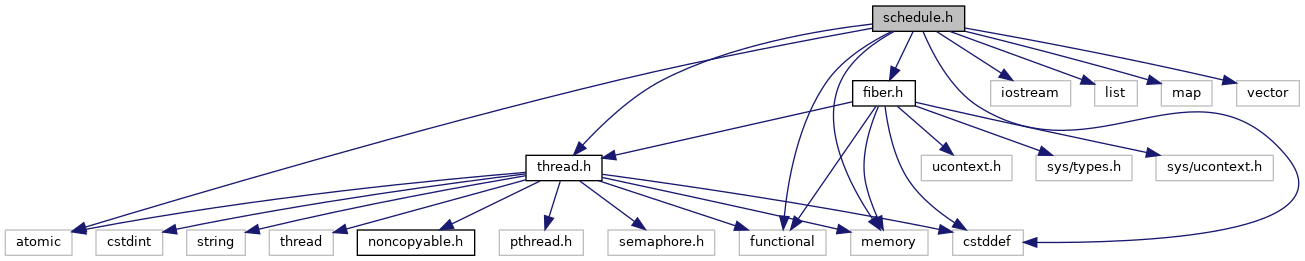 schedule.h
fiber.h
iostream
list
map
vector
thread.h
ucontext.h
sys/types.h
sys/ucontext.h
atomic
cstdint
string
thread
noncopyable.h
pthread.h
semaphore.h
functional
memory
cstddef